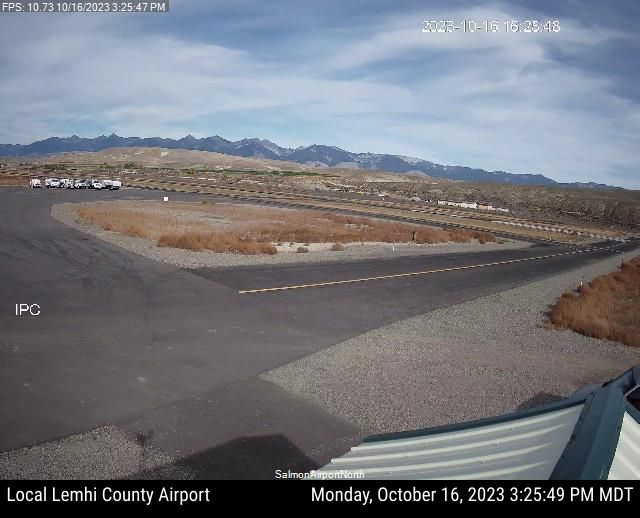 FPS: 10.73 10/16/2023 3:25:47 PM
2023-10-16 16:25:48
IPC
SalmonAirportNorth
Local Lemhi County Airport
Monday, October 16, 2023 3:25:49 PM MDT